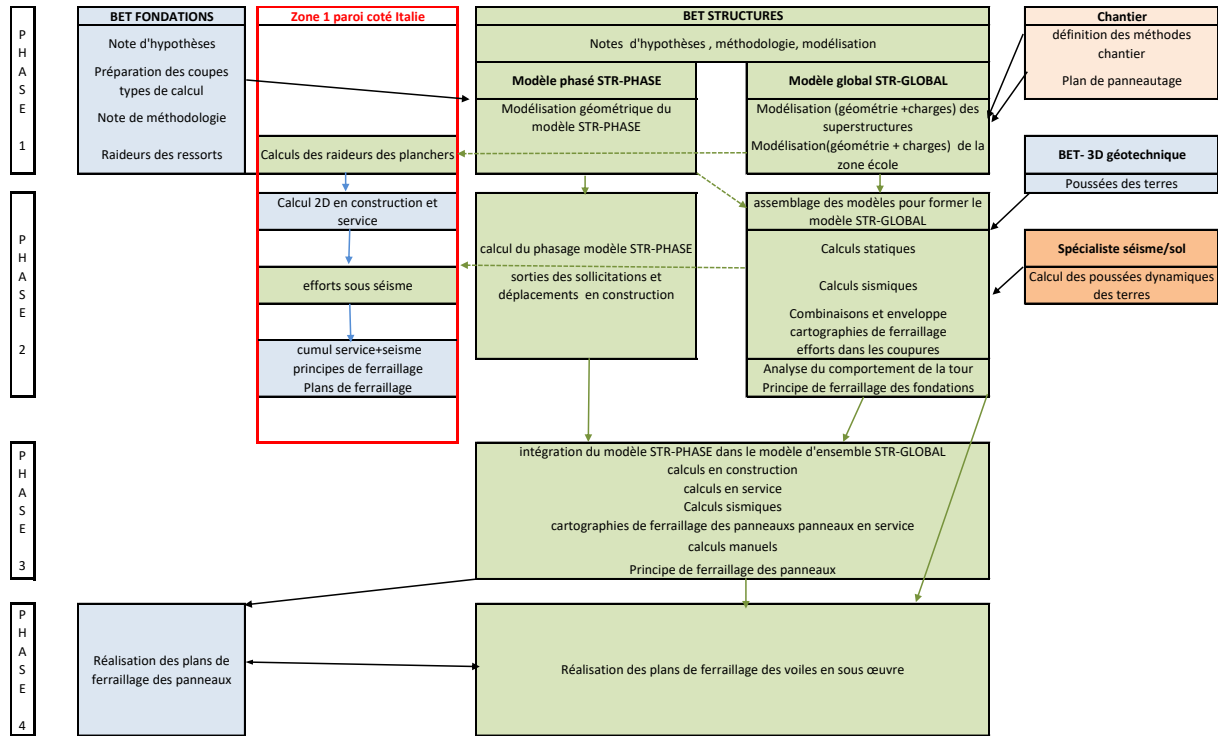 PHASE 1
BET FONDATIONS
Note d'hypothèses
Préparation des coupes
types de calcul
Note de méthodologie
Raideurs des ressorts
Zone 1 paroi coté Italie
Calculs des raideurs des planchers
BET STRUCTURES
Notes d'hypothèses , méthodologie, modélisation
Modèle phasé STR-PHASE
Modélisation géométrique du
modèle STR-PHASE
Modèle global STR-GLOBAL
Modélisation (géométrie +charges) des
superstructures
Modélisation(géométrie + charges) de la
zone école
Chantier
définition des méthodes
chantier
Plan de panneautage
BET- 3D géotechnique
Poussées des terres
PHASE 2
Calcul 2D en construction et
service
efforts sous séisme
cumul service+seisme
principes de ferraillage
Plans de ferraillage
calcul du phasage modèle STR-PHASE
sorties des sollicitations et
déplacements en construction
assemblage des modèles pour former le
modèle STR-GLOBAL
Calculs statiques
Calculs sismiques
Combinaisons et enveloppe
cartographies de ferraillage
efforts dans les coupures
Analyse du comportement de la tour
Principe de ferraillage des fondations
Spécialiste séisme/sol
Calcul des poussées dynamiques
des terres
PHASE 3
intégration du modèle STR-PHASE dans le modèle d'ensemble STR-GLOBAL
calculs en construction
calculs en service
Calculs sismiques
cartographies de ferraillage des panneauxs panneaux en service
calculs manuels
Principe de ferraillage des panneaux
PHASE 4
Réalisation des plans de
ferraillage des panneaux
Réalisation des plans de ferraillage des voiles en sous œuvre